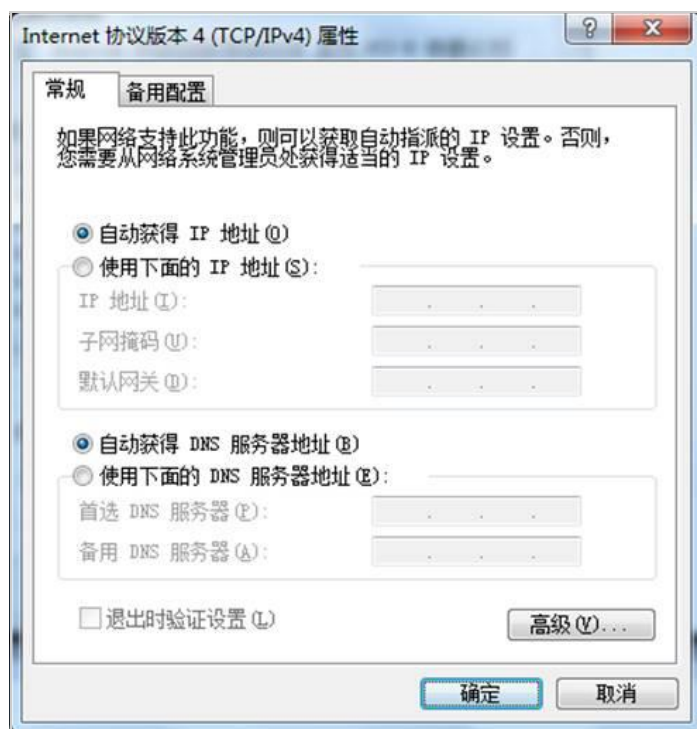 Internet 协议版本 4 (TCP/IPv4) 属性
常规
备用配置
如果网络支持此功能，则可以获取自动指派的 IP 设置。否则，
您需要从网络系统管理员处获得适当的 IP 设置。
自动获得 IP 地址(O)
使用下面的 IP 地址(S):
IP 地址(I):
子网掩码(U):
默认网关(D):
自动获得 DNS 服务器地址(B)
使用下面的 DNS 服务器地址(E):
首选 DNS 服务器(P):
备用 DNS 服务器(A):
退出时验证设置(L)
高级(V)...
确定
取消